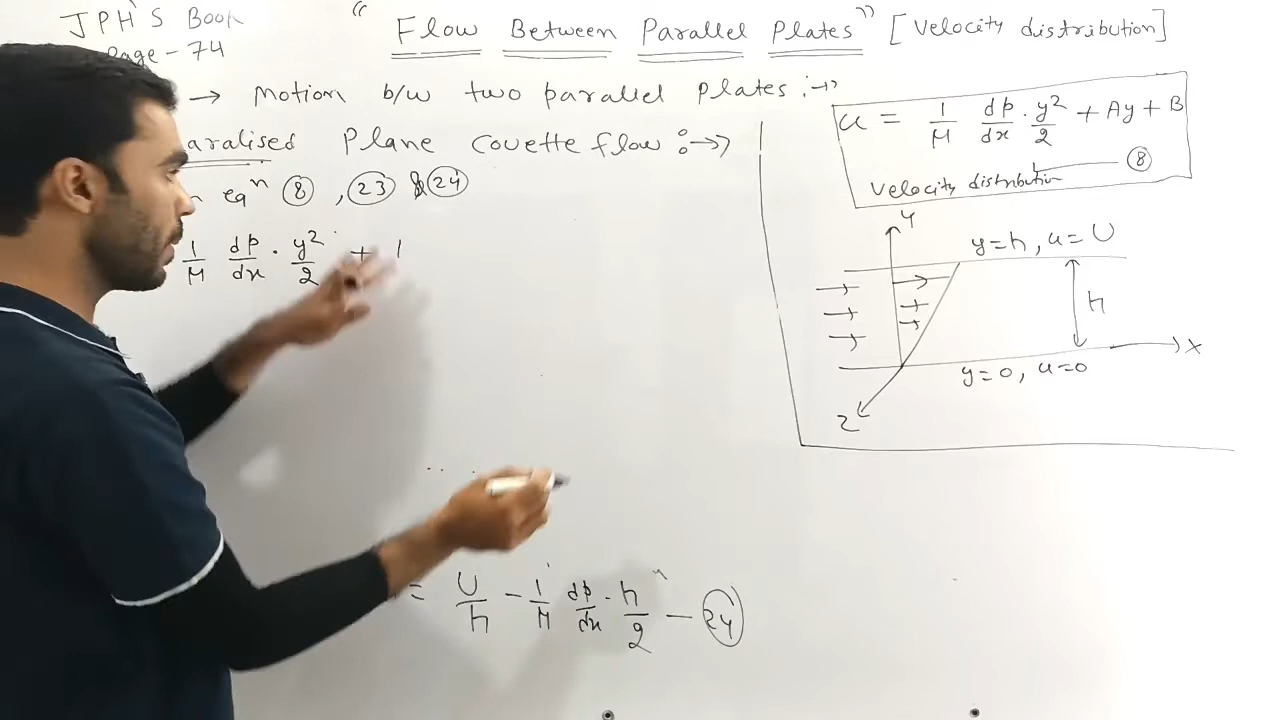 JPH'S Book
Page - 74
" Flow Between Parallel Plates " [Velocity distribution]
→ Motion b/w two parallel plates :→
aralised Plane Couette flow :→
n eqⁿ ⑧ , ㉓ & ㉔
1/μ dp/dx . y²/2 + 1
= U/h - 1/μ dp/dx . h/2 — ㉔
u = 1/μ dp/dx . y²/2 + Ay + B
— ⑧
Velocity distribution
Y
y=h, u=U
h
X
y=0, u=0
Z